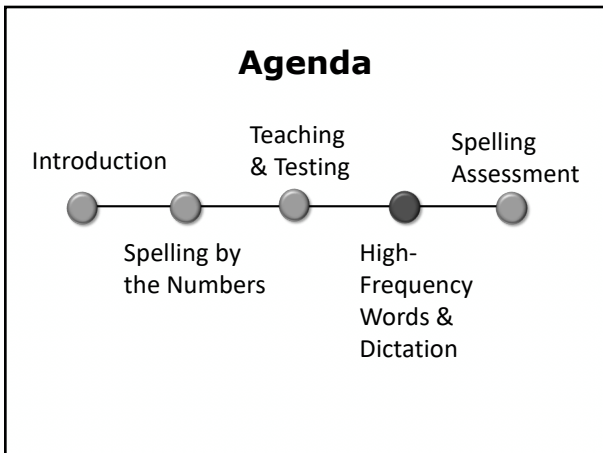 Agenda
Introduction
Spelling by
the Numbers
Teaching
& Testing
High-
Frequency
Words &
Dictation
Spelling
Assessment